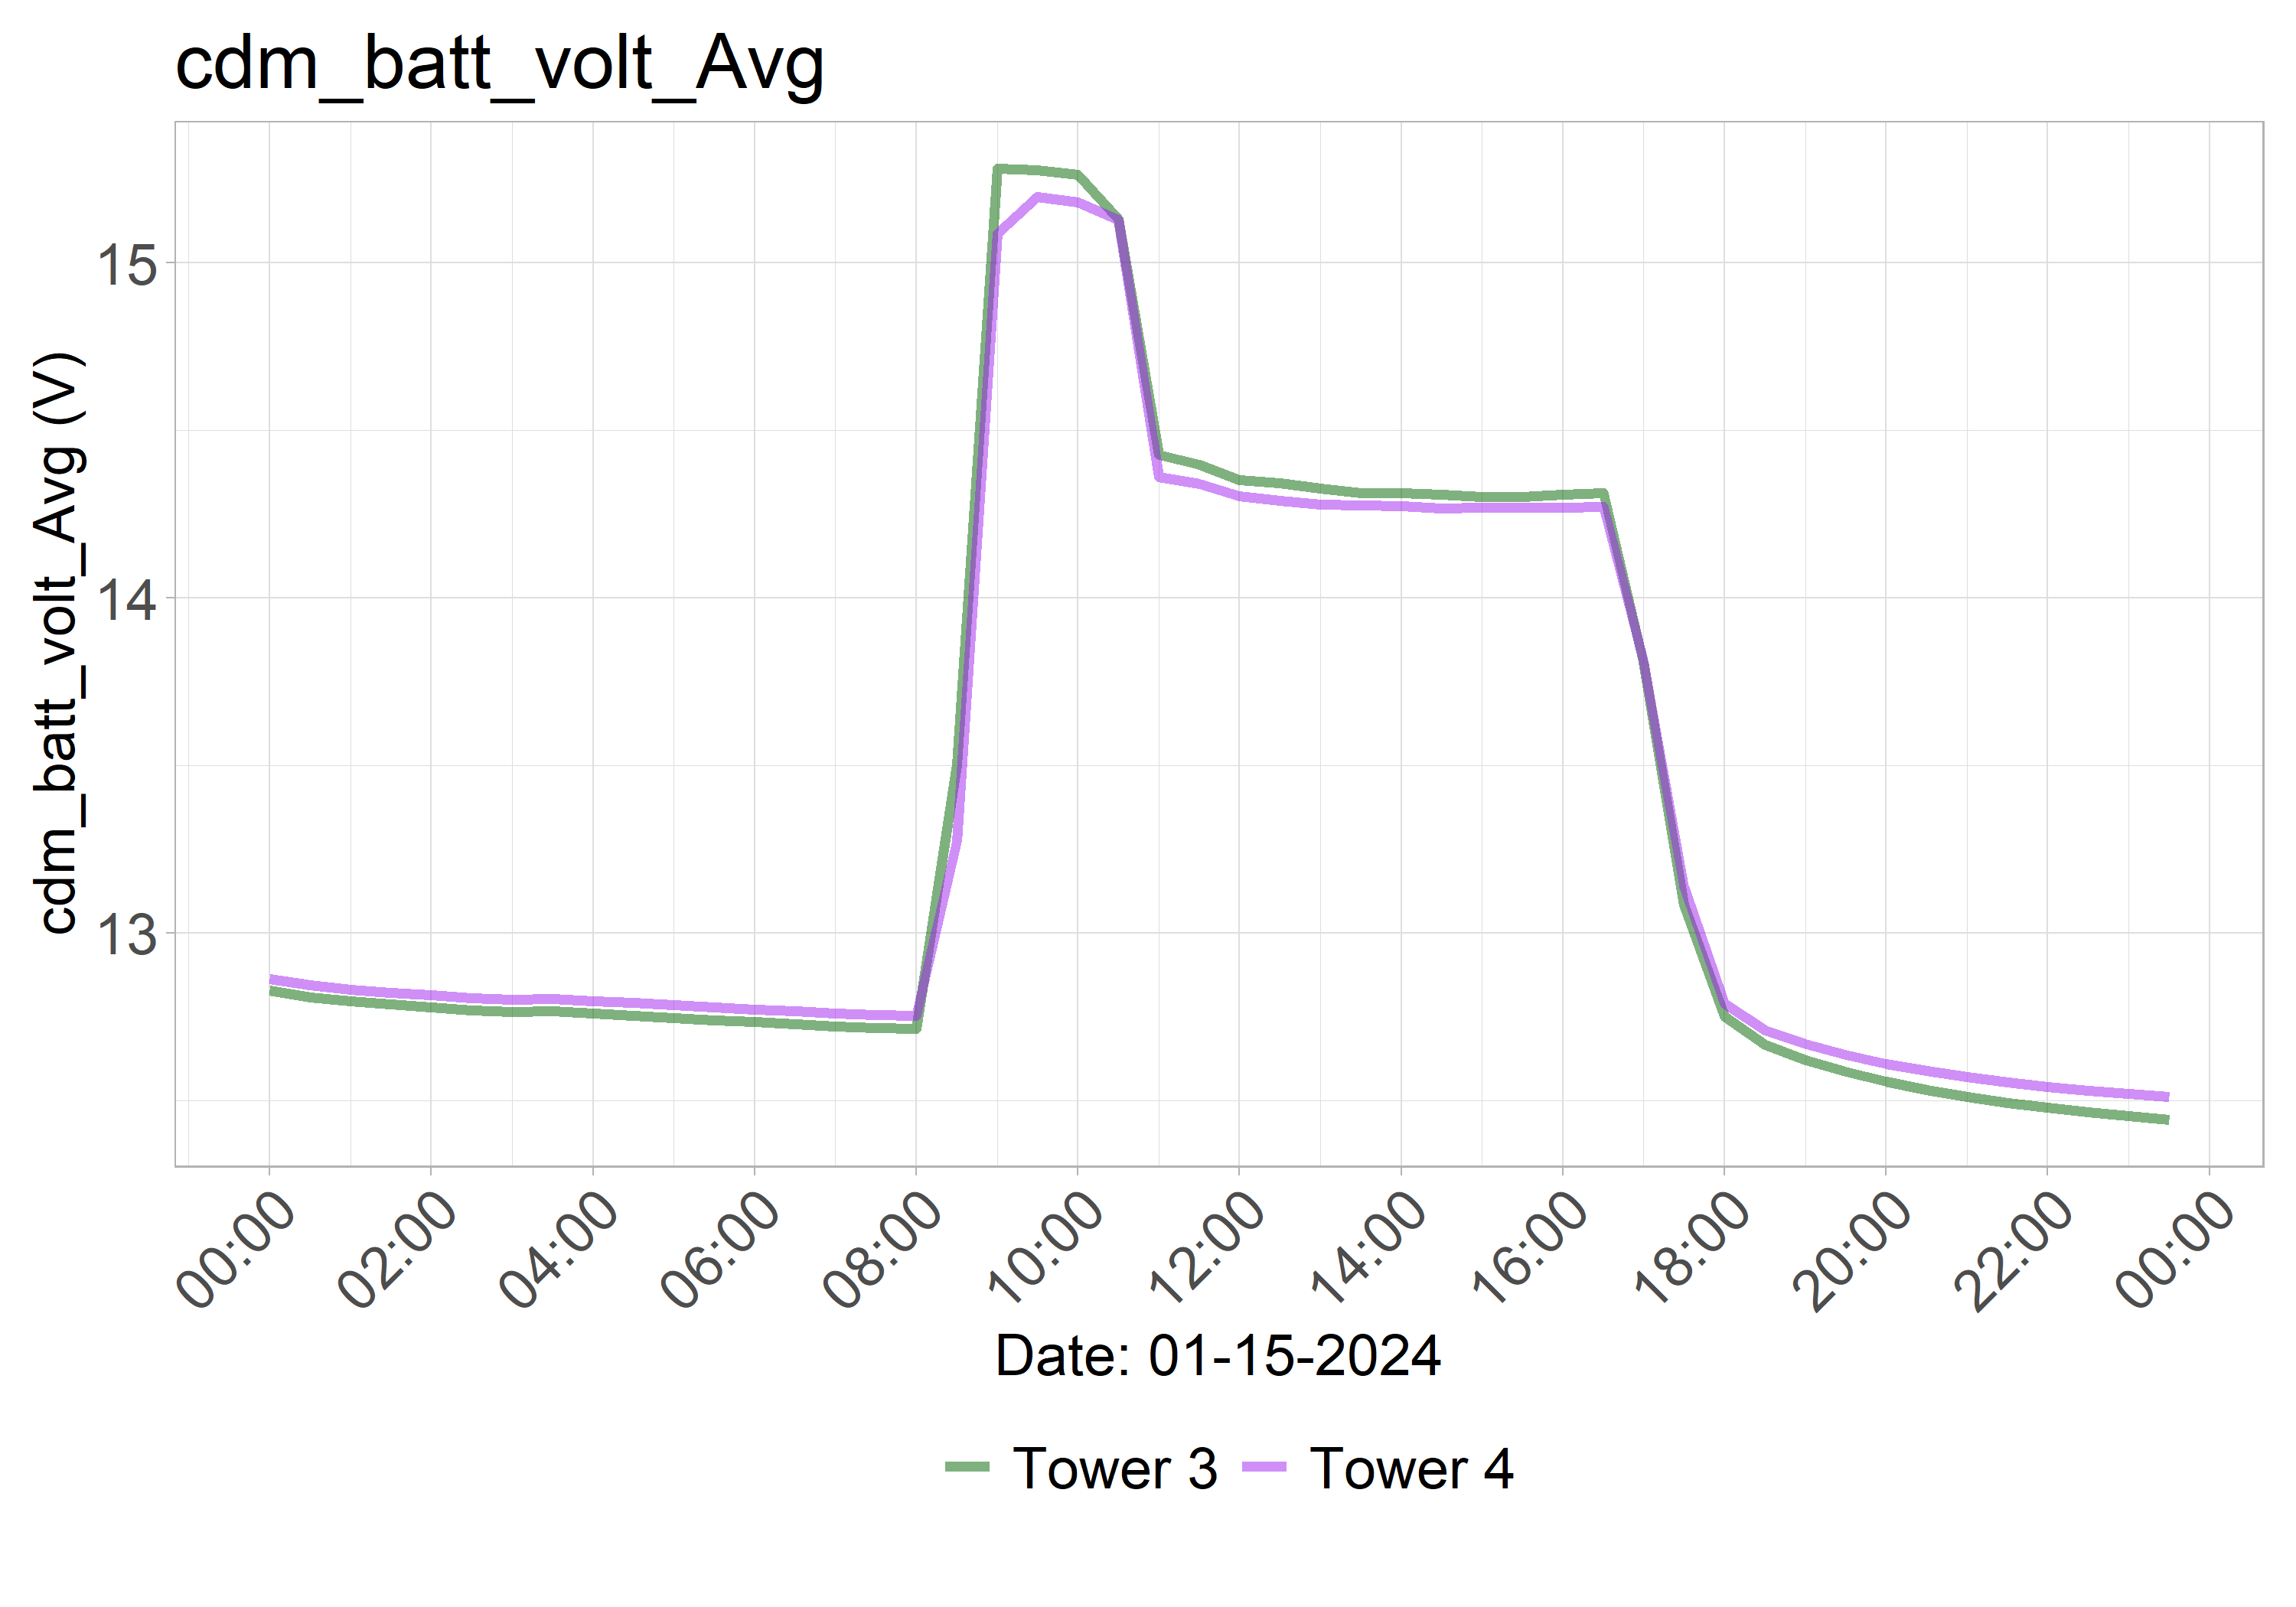 cdm_batt_volt_Avg
cdm_batt_volt_Avg (V)
15
14
13
00:00 02:00 04:00 06:00 08:00 10:00 12:00 14:00 16:00 18:00 20:00 22:00 00:00
Date: 01-15-2024
Tower 3 Tower 4